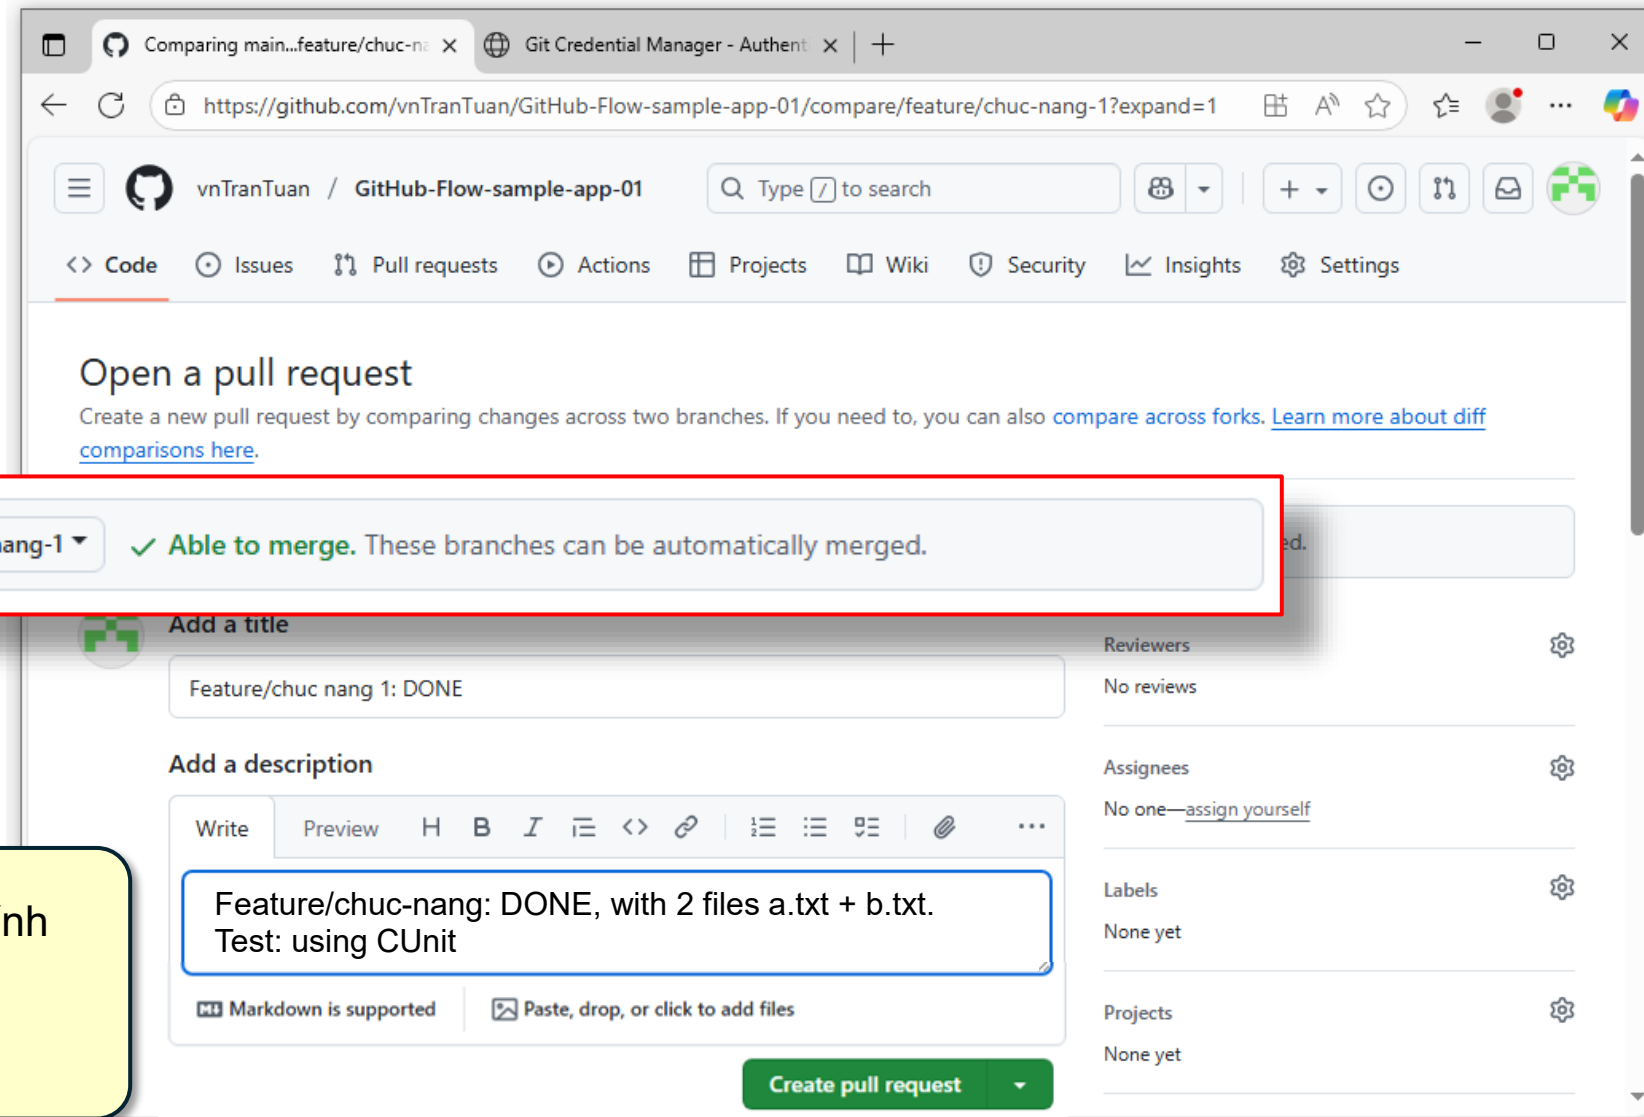 Comparing main...feature/chuc-na
Git Credential Manager - Authent
https://github.com/vnTranTuan/GitHub-Flow-sample-app-01/compare/feature/chuc-nang-1?expand=1
vnTranTuan / GitHub-Flow-sample-app-01
Type / to search
Code Issues Pull requests Actions Projects Wiki Security Insights Settings
Open a pull request
Create a new pull request by comparing changes across two branches. If you need to, you can also compare across forks. Learn more about diff
comparisons here.
ang-1 ✓ Able to merge. These branches can be automatically merged.
ed.
Add a title
Feature/chuc nang 1: DONE
Add a description
Write Preview H B I
Feature/chuc-nang: DONE, with 2 files a.txt + b.txt.
Test: using CUnit
Markdown is supported
Paste, drop, or click to add files
Create pull request
Reviewers
No reviews
Assignees
No one—assign yourself
Labels
None yet
Projects
None yet